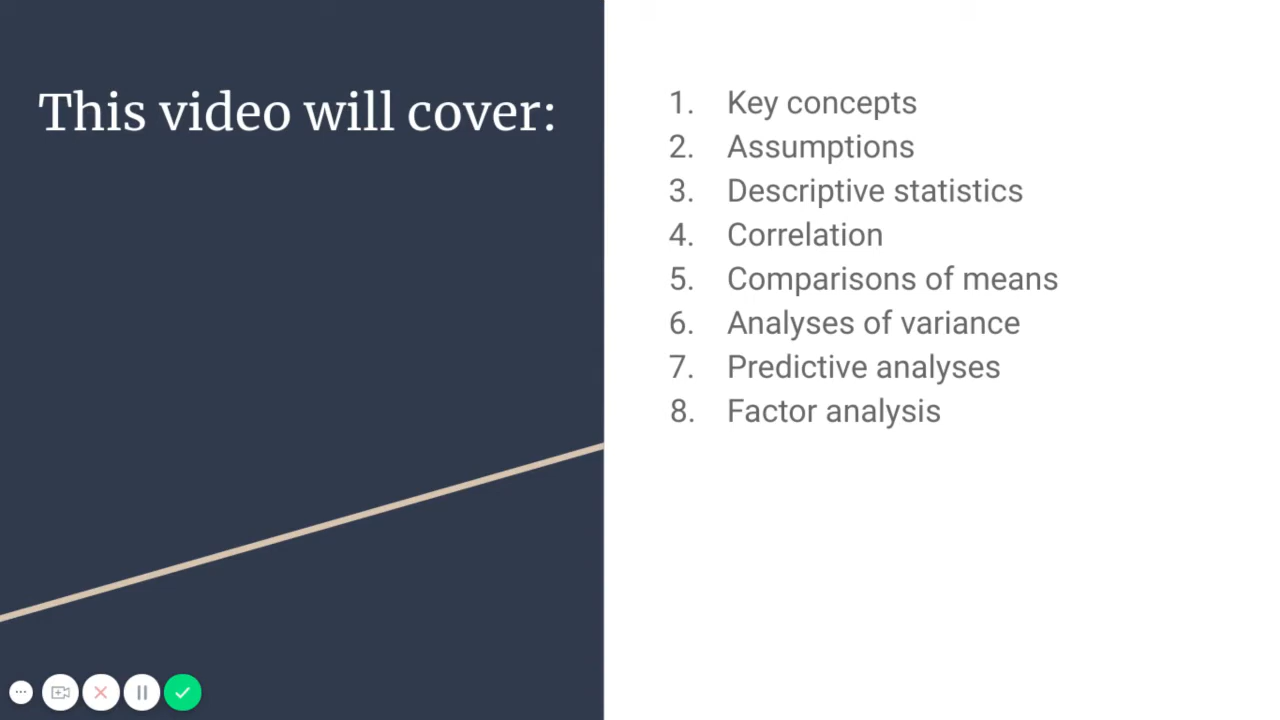 This video will cover:
1. Key concepts
2. Assumptions
3. Descriptive statistics
4. Correlation
5. Comparisons of means
6. Analyses of variance
7. Predictive analyses
8. Factor analysis